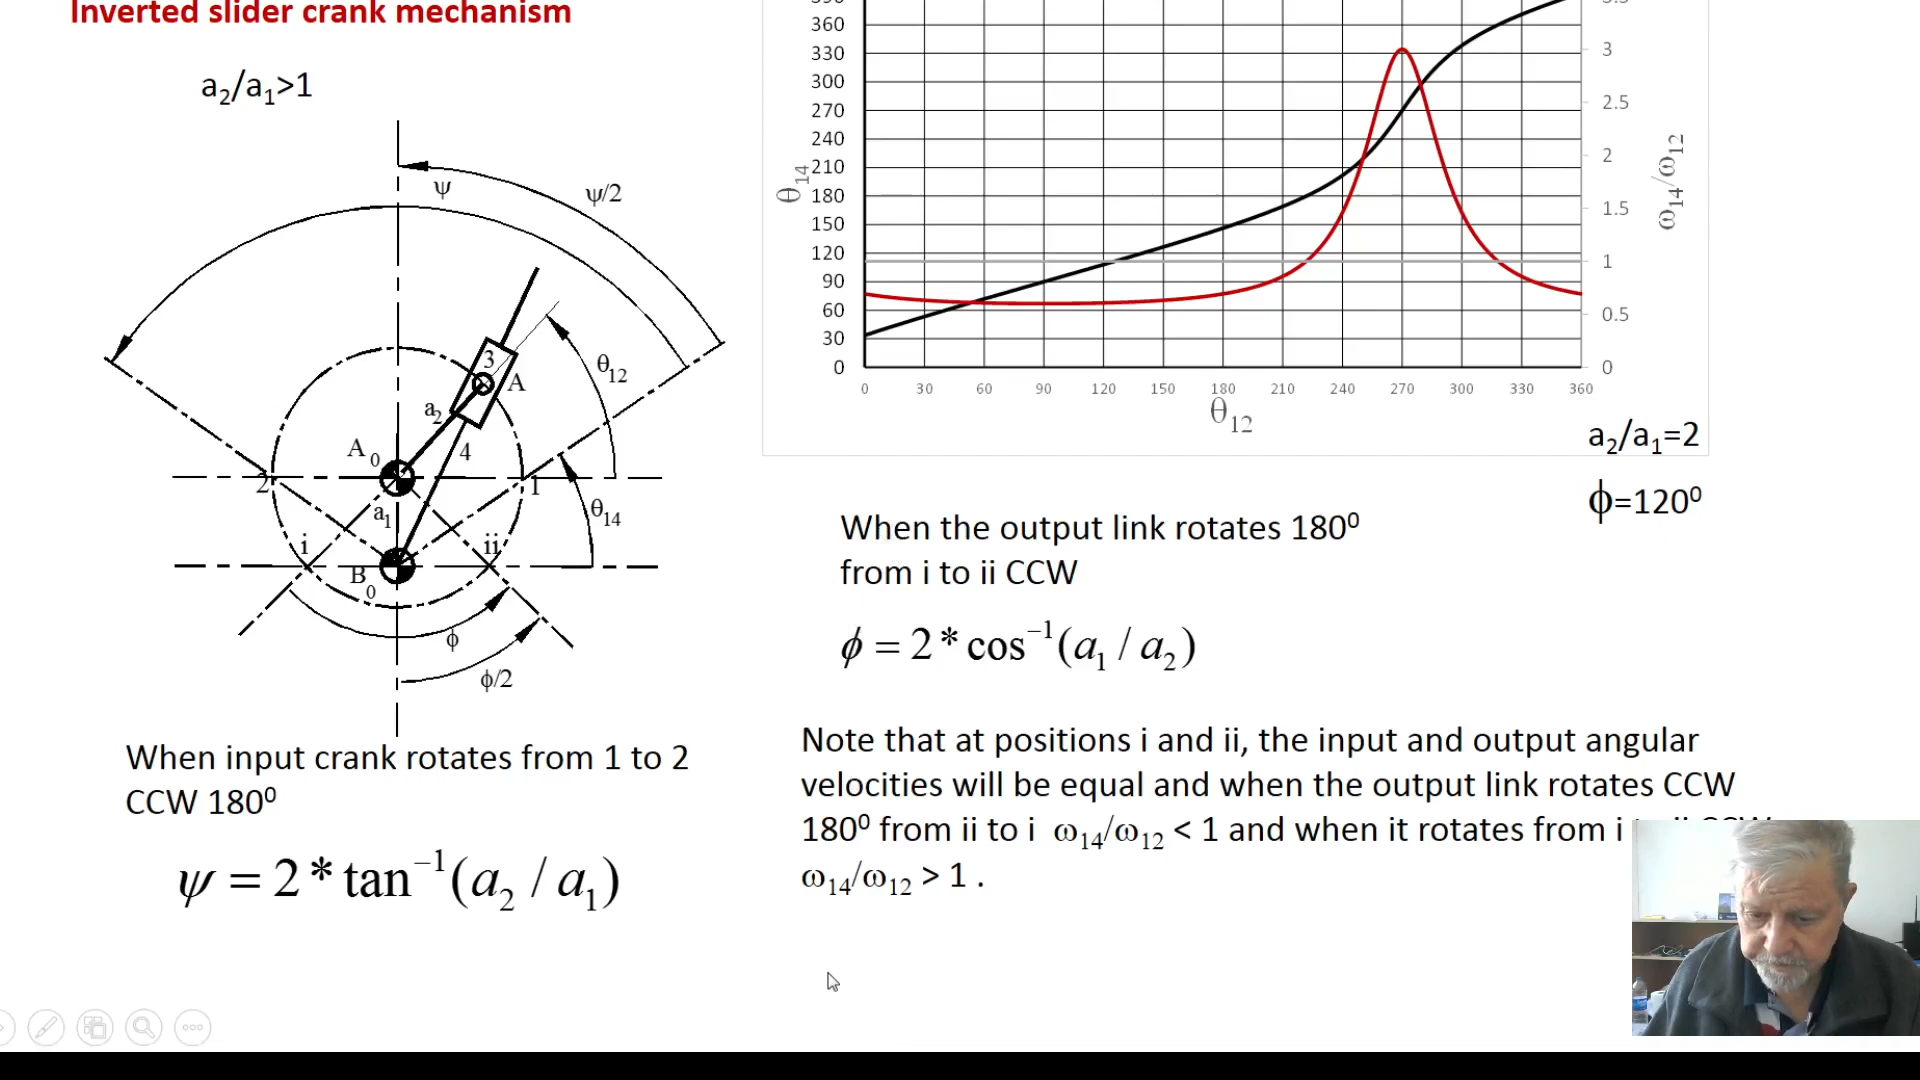 Inverted slider crank mechanism
a₂/a₁>1
ψ
ψ/2
3
A
θ₁₂
a₂
A₀
4
2
1
a₁
θ₁₄
i
ii
B₀
ϕ
ϕ/2
When input crank rotates from 1 to 2
CCW 180⁰
ψ = 2 * tan⁻¹(a₂ / a₁)
360
330
300
270
240
210
180
150
120
90
60
30
0
θ₁₄
3
2.5
2
1.5
1
0.5
0
ω₁₄/ω₁₂
0 30 60 90 120 150 180 210 240 270 300 330 360
θ₁₂
a₂/a₁=2
ϕ=120⁰
When the output link rotates 180⁰
from i to ii CCW
ϕ = 2 * cos⁻¹(a₁ / a₂)
Note that at positions i and ii, the input and output angular
velocities will be equal and when the output link rotates CCW
180⁰ from ii to i ω₁₄/ω₁₂ < 1 and when it rotates from i
ω₁₄/ω₁₂ > 1 .